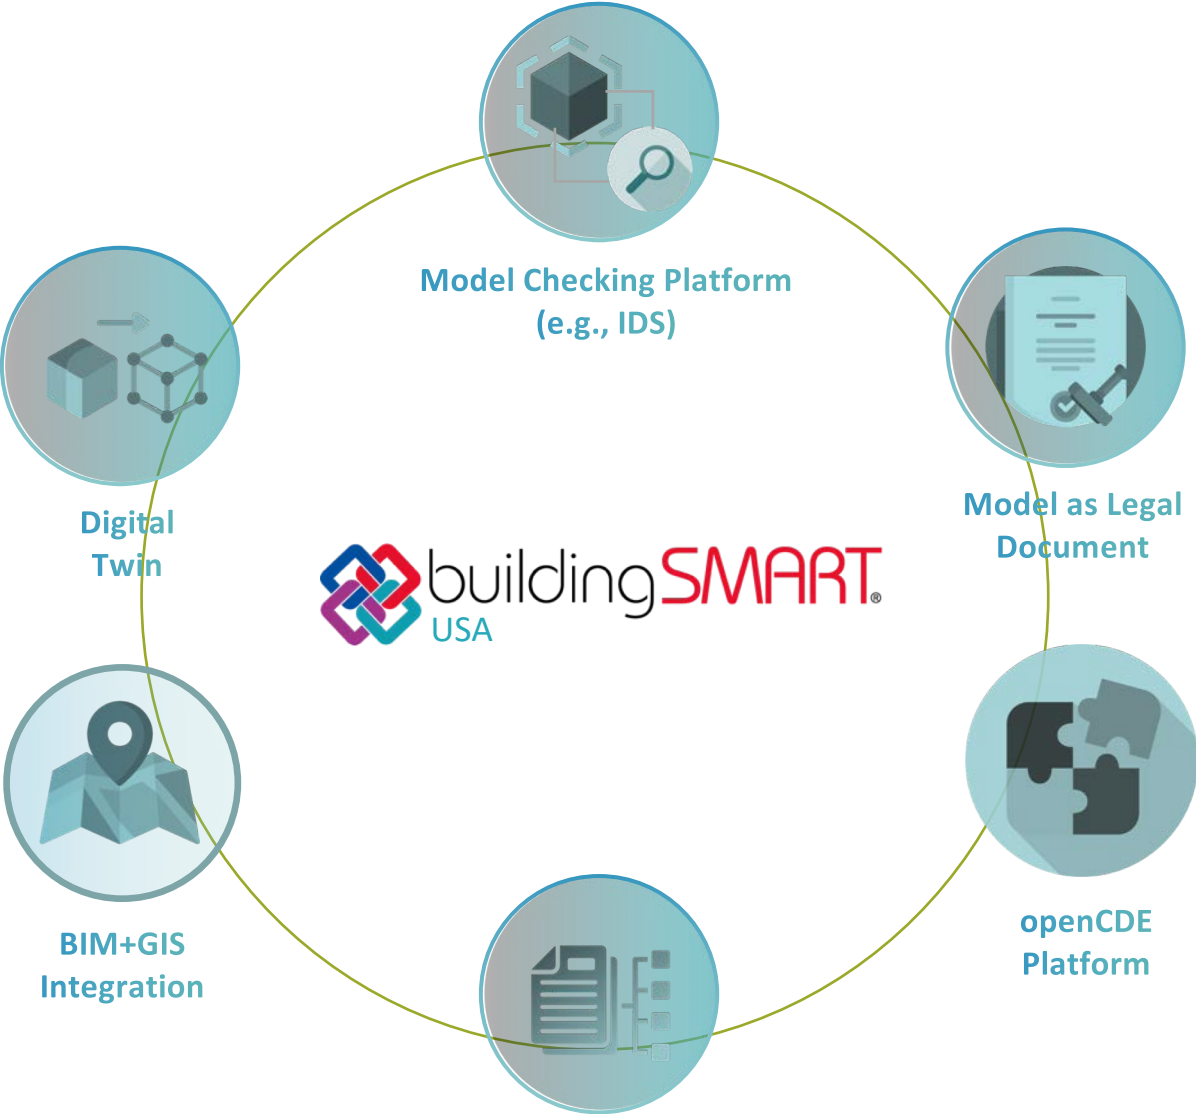 Model Checking Platform
(e.g., IDS)
Model as Legal
Document
Digital
Twin
buildingSMART®
USA
openCDE
Platform
BIM+GIS
Integration